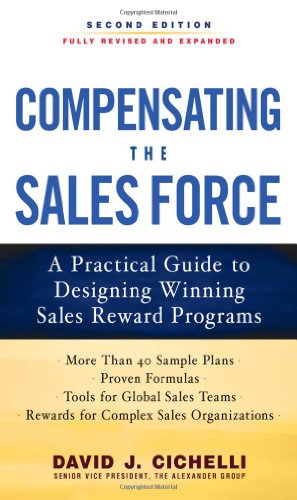 SECOND EDITION
FULLY REVISED AND EXPANDED
COMPENSATING
THE
SALES FORCE
A Practical Guide to
Designing Winning
Sales Reward Programs
· More Than 40 Sample Plans ·
· Proven Formulas ·
· Tools for Global Sales Teams ·
· Rewards for Complex Sales Organizations ·
DAVID J. CICHELLI
SENIOR VICE PRESIDENT, THE ALEXANDER GROUP